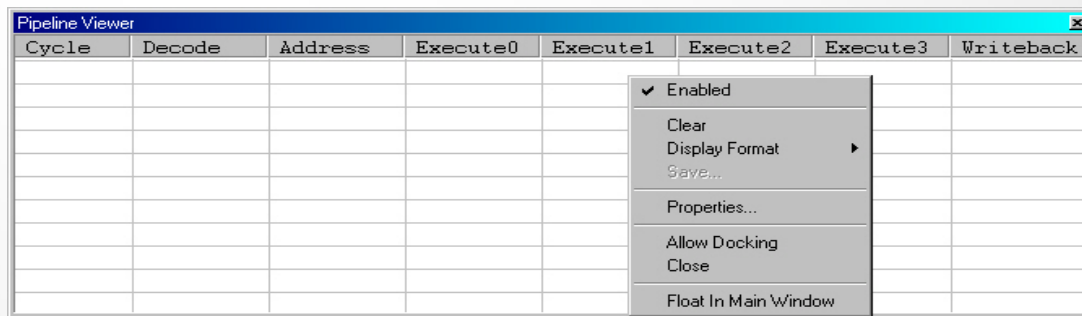 Pipeline Viewer
Cycle Decode Address Execute0 Execute1 Execute2 Execute3 Writeback
Enabled
Clear
Display Format
Save...
Properties...
Allow Docking
Close
Float In Main Window